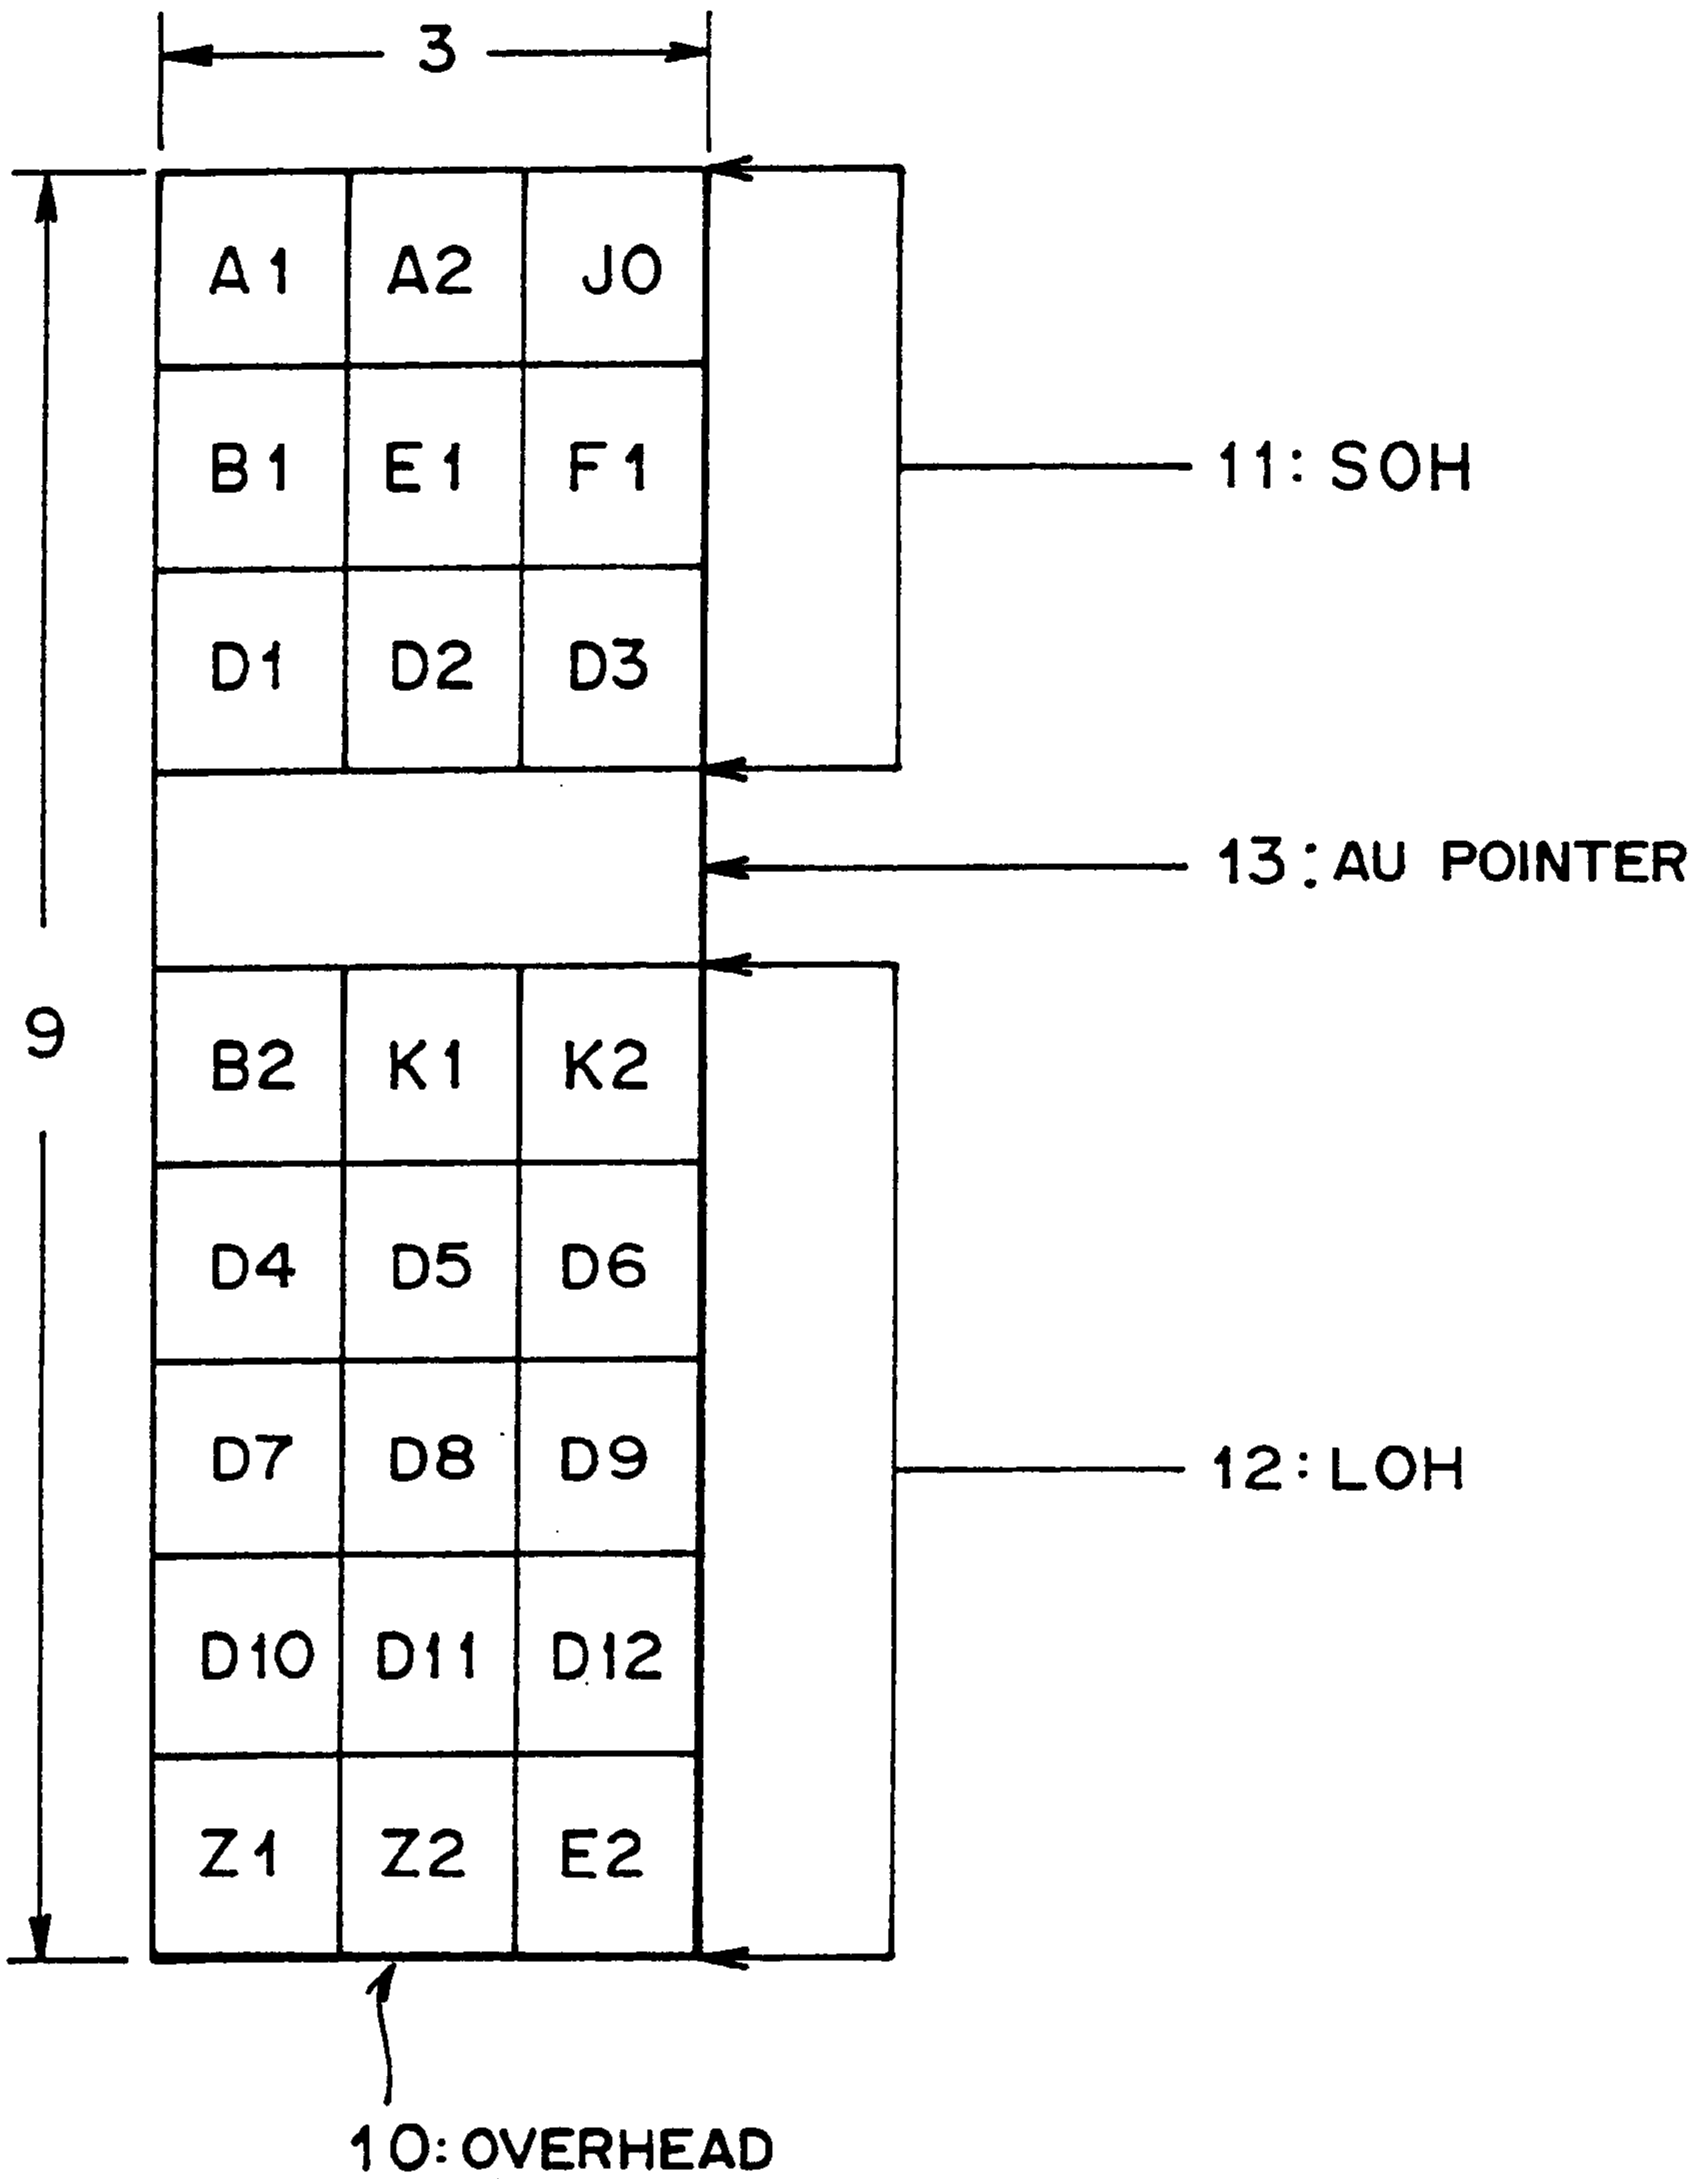 3
A1 A2 J0
B1 E1 F1
11: SOH
D1 D2 D3
13: AU POINTER
9
B2 K1 K2
D4 D5 D6
D7 D8 D9
12: LOH
D10 D11 D12
Z1 Z2 E2
10: OVERHEAD